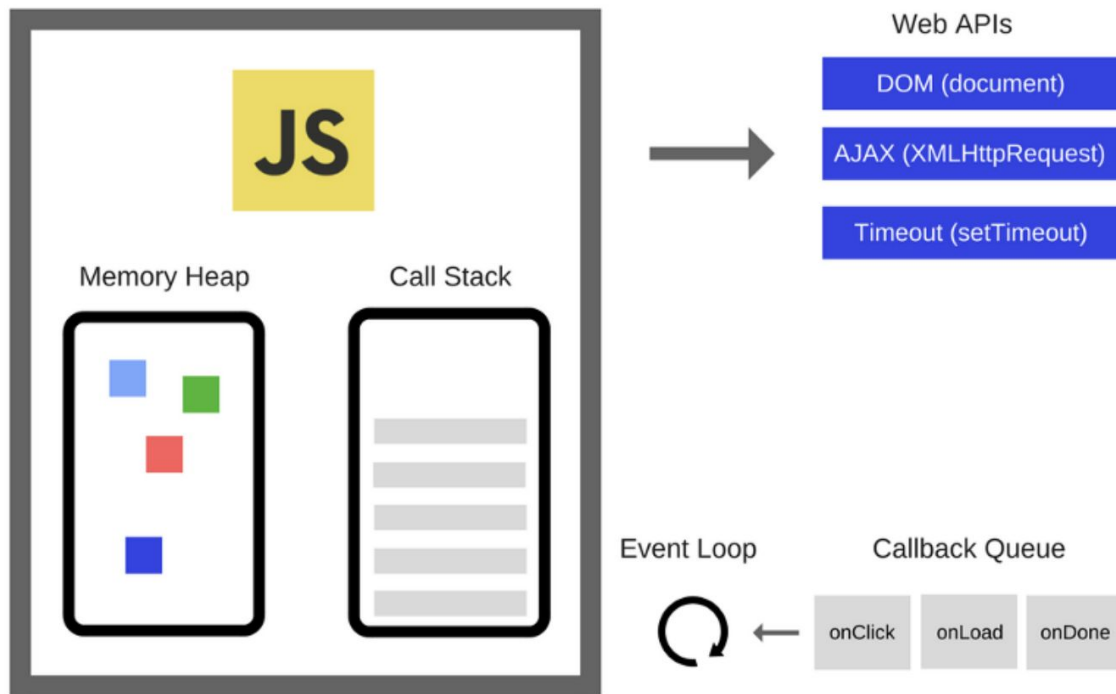 JS
Memory Heap
Call Stack
Web APIs
DOM (document)
AJAX (XMLHttpRequest)
Timeout (setTimeout)
Event Loop
Callback Queue
onClick
onLoad
onDone